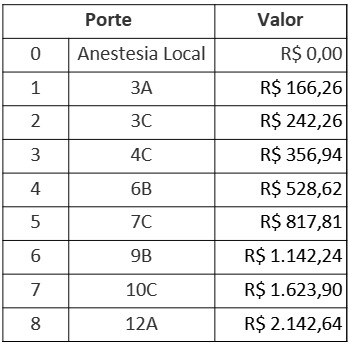 Porte Valor
0 Anestesia Local R$ 0,00
1 3A R$ 166,26
2 3C R$ 242,26
3 4C R$ 356,94
4 6B R$ 528,62
5 7C R$ 817,81
6 9B R$ 1.142,24
7 10C R$ 1.623,90
8 12A R$ 2.142,64